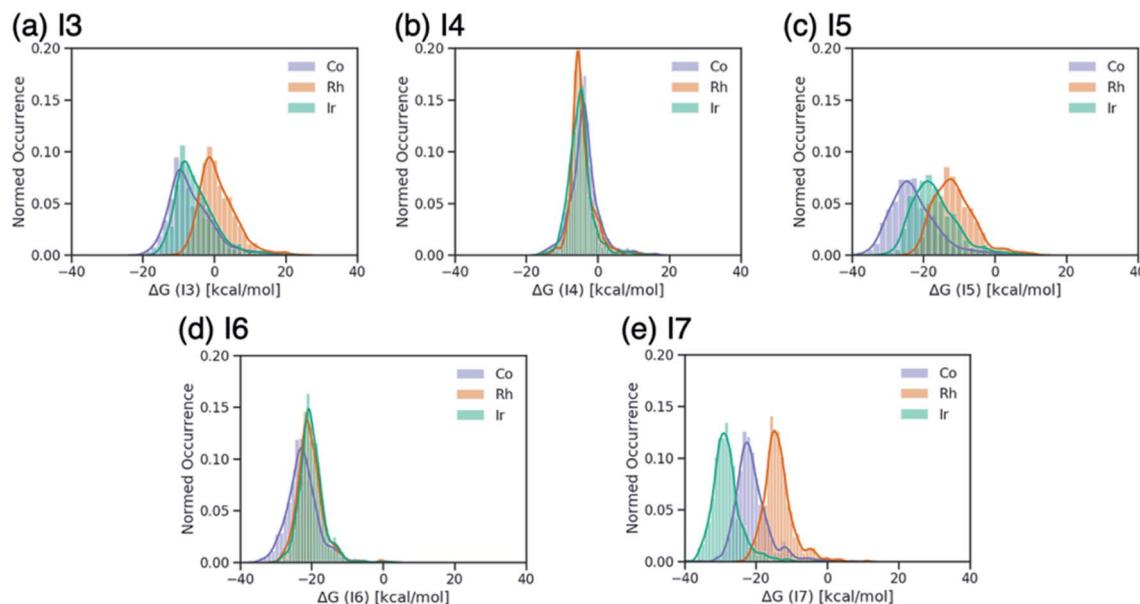 (a) I3
0.20
0.15
0.10
0.05
0.00
Normed Occurrence
Co
Rh
Ir
−40 −20 0 20 40
ΔG (I3) [kcal/mol]
(b) I4
0.20
0.15
0.10
0.05
0.00
Normed Occurrence
Co
Rh
Ir
−40 −20 0 20 40
ΔG (I4) [kcal/mol]
(c) I5
0.20
0.15
0.10
0.05
0.00
Normed Occurrence
Co
Rh
Ir
−40 −20 0 20 40
ΔG (I5) [kcal/mol]
(d) I6
0.20
0.15
0.10
0.05
0.00
Normed Occurrence
Co
Rh
Ir
−40 −20 0 20 40
ΔG (I6) [kcal/mol]
(e) I7
0.20
0.15
0.10
0.05
0.00
Normed Occurrence
Co
Rh
Ir
−40 −20 0 20 40
ΔG (I7) [kcal/mol]